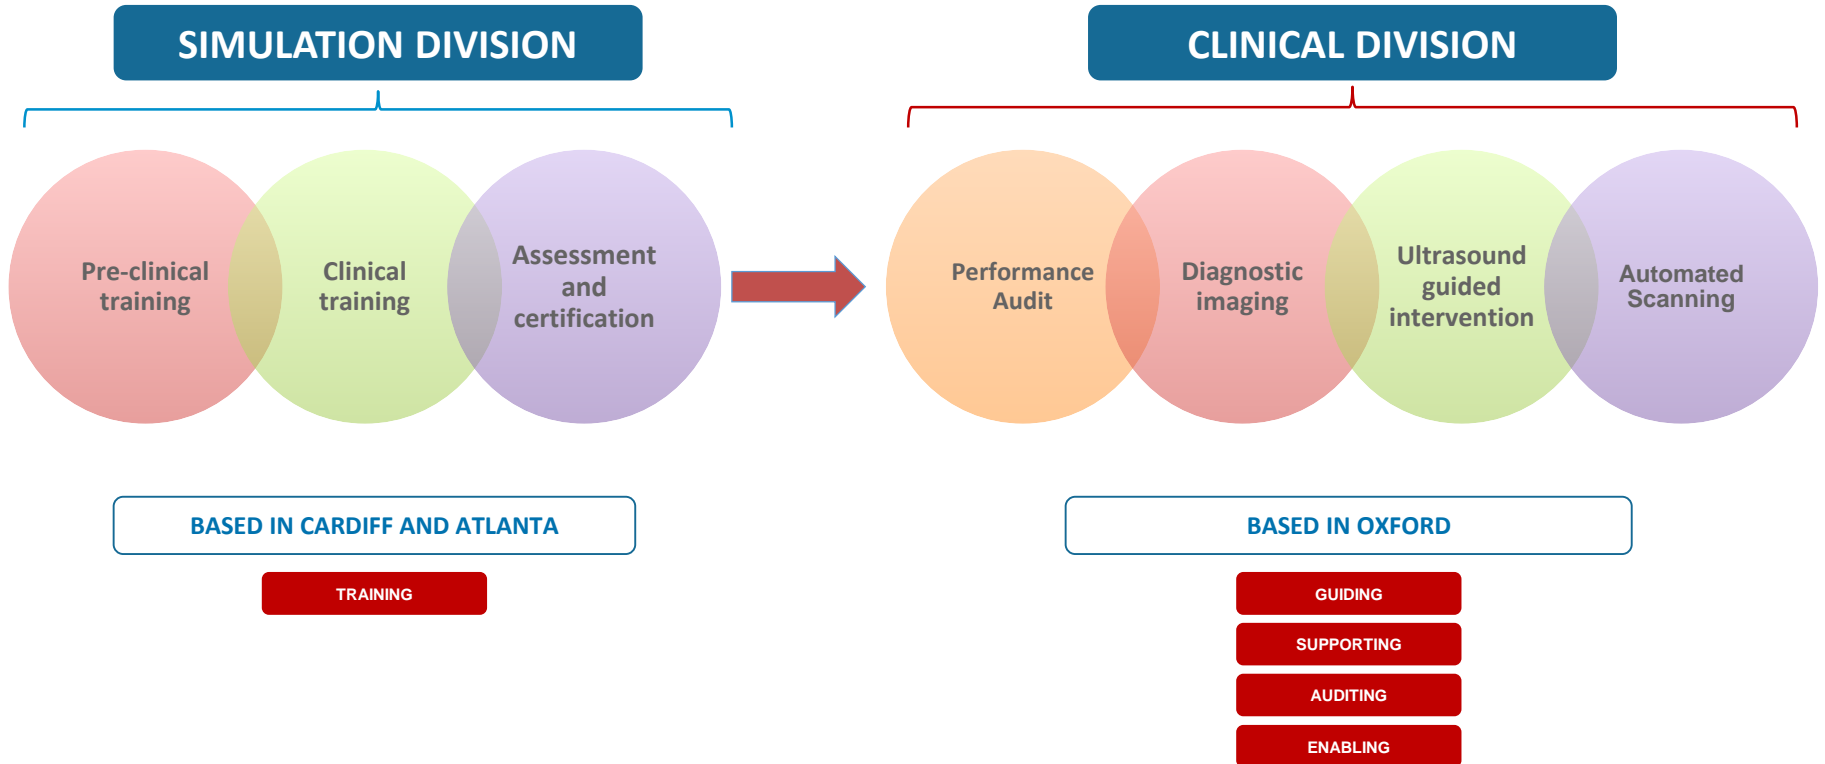 SIMULATION DIVISION
CLINICAL DIVISION
Pre-clinical
training
Clinical
training
Assessment
and
certification
Performance
Audit
Diagnostic
imaging
Ultrasound
guided
intervention
Automated
Scanning
BASED IN CARDIFF AND ATLANTA
BASED IN OXFORD
TRAINING
GUIDING
SUPPORTING
AUDITING
ENABLING